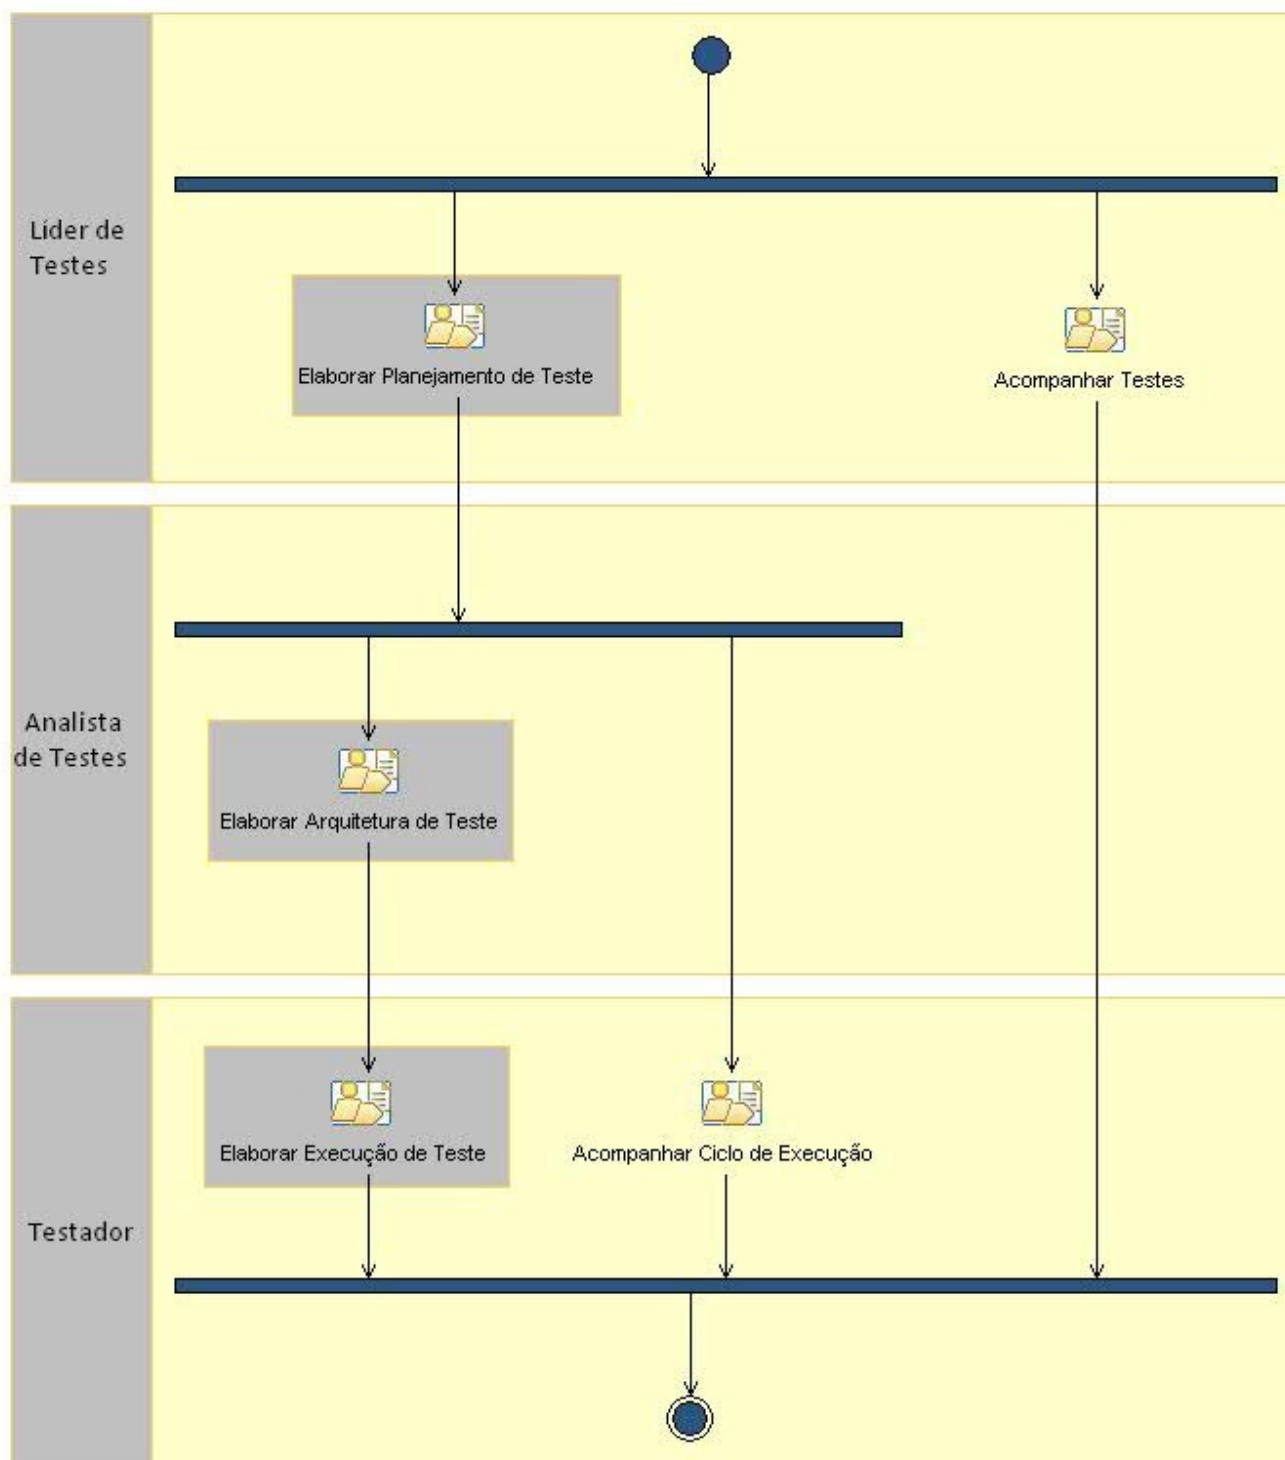 Líder de
Testes
Elaborar Planejamento de Teste
Acompanhar Testes
Analista
de Testes
Elaborar Arquitetura de Teste
Elaborar Execução de Teste
Acompanhar Ciclo de Execução
Testador